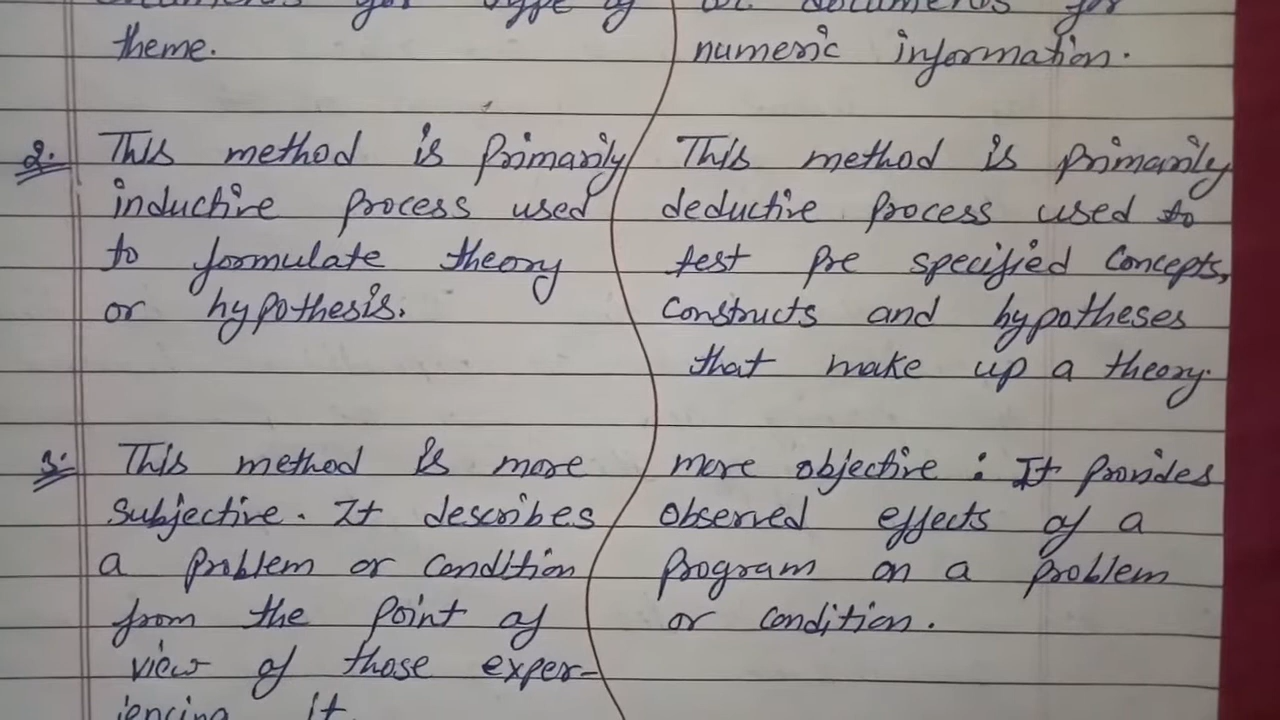 theme.
numeric information.
2. This method is primarily
inductive process used
to formulate theory
or hypothesis.
This method is primarily
deductive process used to
test pre specified concepts,
constructs and hypotheses
that make up a theory.
3. This method is more
subjective. It describes
a problem or condition
from the point of
view of those exper-
iencing it.
more objective : It provides
observed effects of a
program on a problem
or condition.